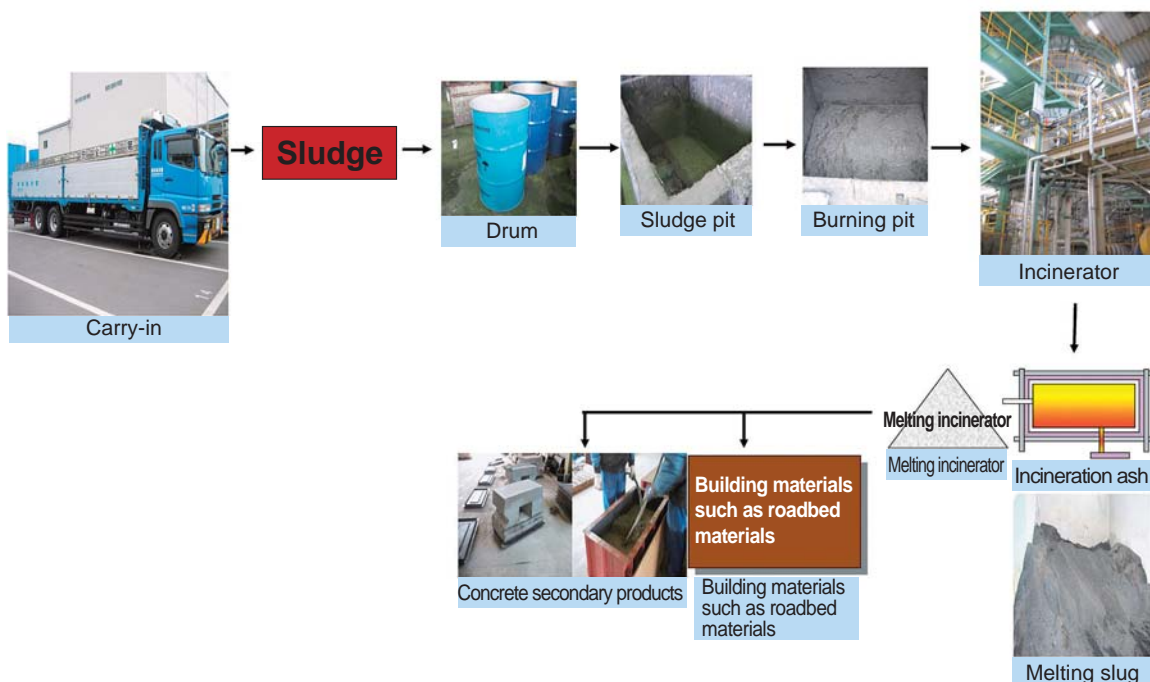 Sludge
Carry-in
Drum
Sludge pit
Burning pit
Incinerator
Melting incinerator
Melting incinerator
Incineration ash
Building materials
such as roadbed
materials
Concrete secondary products
Building materials
such as roadbed
materials
Melting slug